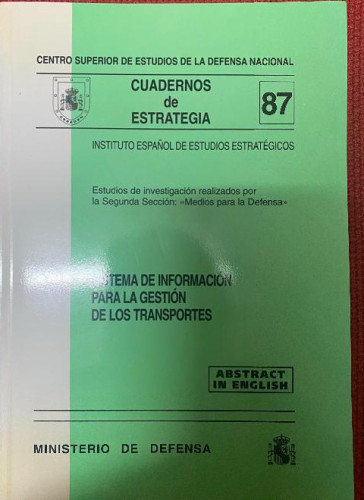 CENTRO SUPERIOR DE ESTUDIOS DE LA DEFENSA NACIONAL
CUADERNOS
de
ESTRATEGIA
87
INSTITUTO ESPAÑOL DE ESTUDIOS ESTRATÉGICOS
Estudios de investigación realizados por
la Segunda Sección: «Medios para la Defensa»
SISTEMA DE INFORMACIÓN
PARA LA GESTIÓN
DE LOS TRANSPORTES
ABSTRACT
IN ENGLISH
MINISTERIO DE DEFENSA